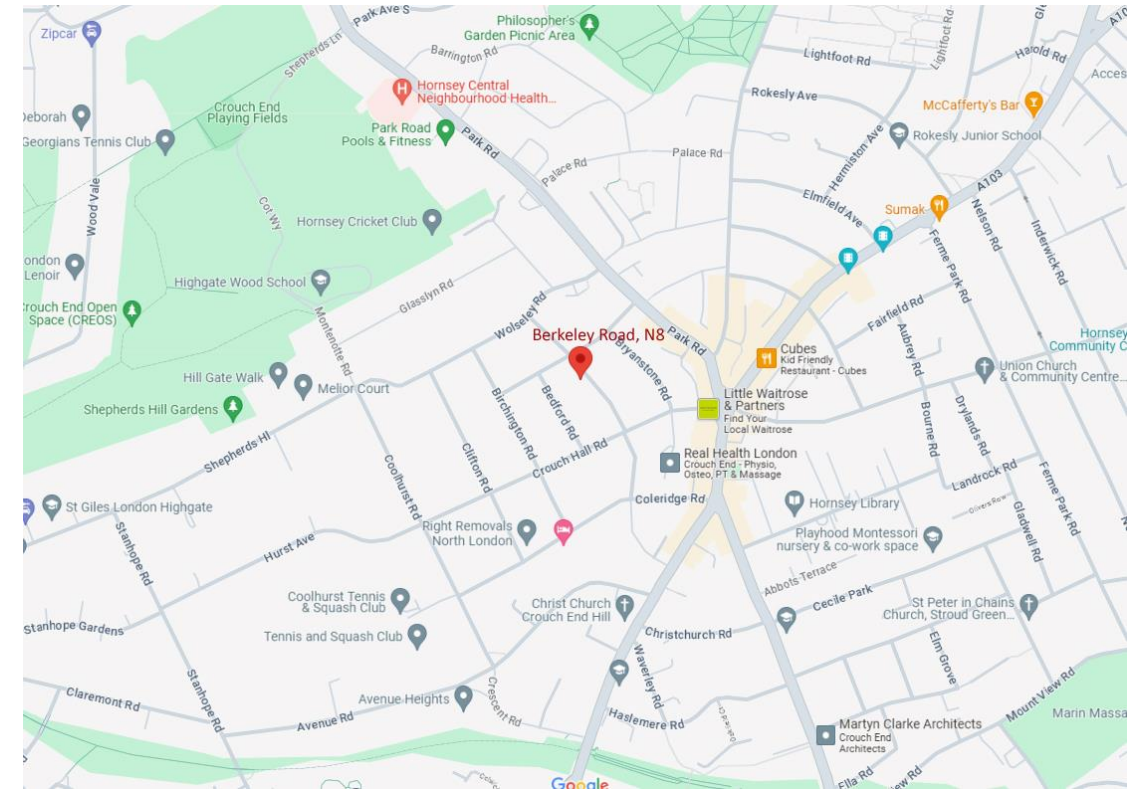 Park Ave S
Philosopher's
Garden Picnic Area
Zipcar
Barrington Rd
Shepherds Ln
Lightfoot Rd
Lightfoot Rd
Harold Rd
A10
Acces
Hornsey Central
Neighbourhood Health...
Rokesly Ave
McCafferty's Bar
Crouch End
Playing Fields
Deborah
Georgians Tennis Club
Park Road
Pools & Fitness
Park Rd
Rokesly Junior School
Hermiston Ave
Palace Rd
Palace Rd
A103
Elmfield Ave
Sumak
Nelson Rd
Inderwick Rd
Wood Vale
Cot Wy
Hornsey Cricket Club
Ferme Park Rd
ondon
Lenoir
Highgate Wood School
Glasslyn Rd
Crouch End Open
Space (CREOS)
Montenotte Rd
Wolseley Rd
Fairfield Rd
Berkeley Road, N8
Park Rd
Bryanstone Rd
Aubrey Rd
Hornsey
Community C
Cubes
Kid Friendly
Restaurant - Cubes
Union Church
& Community Centre...
Hill Gate Walk
Melior Court
Shepherds Hill Gardens
Birchington Rd
Bedford Rd
Little Waitrose
& Partners
Find Your
Local Waitrose
Bourne Rd
Drylands Rd
Shepherds Hl
Coolhurst Rd
Clifton Rd
Crouch Hall Rd
Real Health London
Crouch End - Physio,
Osteo, PT & Massage
Landrock Rd
Ferme Park Rd
Coleridge Rd
Hornsey Library
Olivers Row
Gladwell Rd
St Giles London Highgate
Stanhope Rd
Hurst Ave
Right Removals
North London
Playhood Montessori
nursery & co-work space
Abbots Terrace
Coolhurst Tennis
& Squash Club
Christ Church
Crouch End Hill
Cecile Park
St Peter in Chains
Church, Stroud Green...
Stanhope Gardens
Tennis and Squash Club
Christchurch Rd
Elm Grove
Stanhope Rd
Waverley Rd
Mount View Rd
Claremont Rd
Avenue Heights
Crescent Rd
Avenue Rd
Haslemere Rd
Marin Massa
Martyn Clarke Architects
Crouch End
Architects
Ella Rd
Google